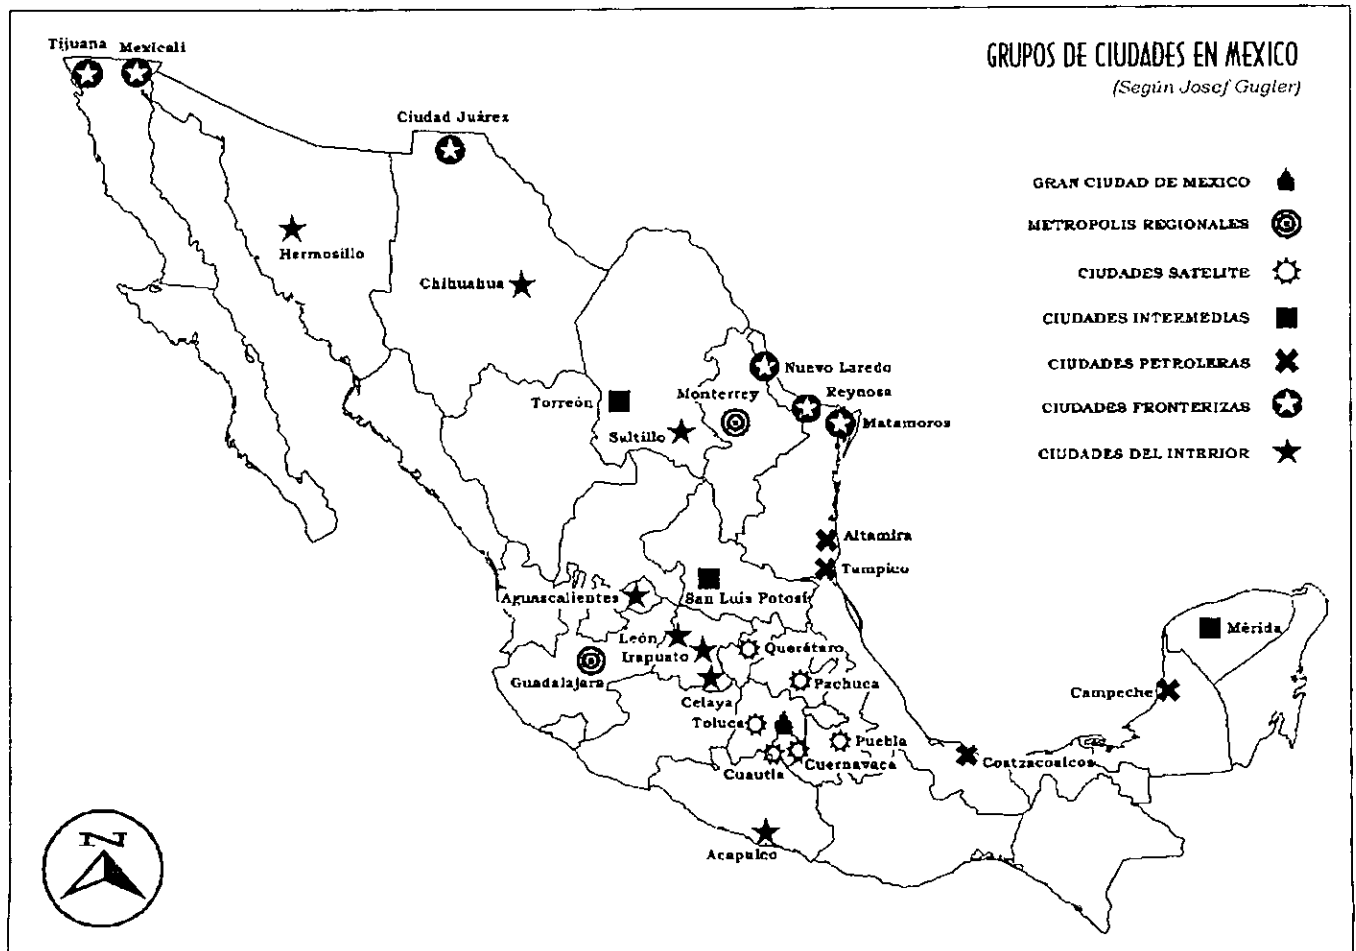 GRUPOS DE CIUDADES EN MEXICO
(Según Josef Gugler)
GRAN CIUDAD DE MEXICO
METROPOLIS REGIONALES
CIUDADES SATELITE
CIUDADES INTERMEDIAS
CIUDADES PETROLERAS
CIUDADES FRONTERIZAS
CIUDADES DEL INTERIOR
Tijuana
Mexicali
Ciudad Juárez
Hermosillo
Chihuahua
Nuevo Laredo
Monterrey
Reynosa
Torreón
Matamoros
Saltillo
Altamira
Tampico
Aguascalientes
San Luis Potosí
Mérida
León
Irapuato
Querétaro
Guadalajara
Pachuca
Campeche
Celaya
Toluca
Puebla
Cuernavaca
Coatzacoalcos
Cuautla
Acapulco
N